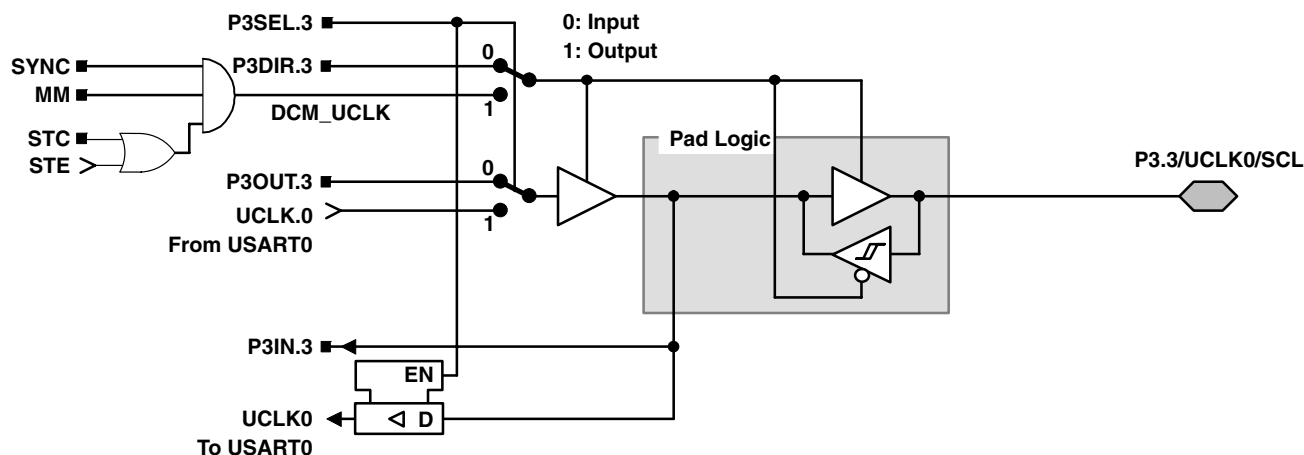 P3SEL.3
0: Input
1: Output
SYNC
P3DIR.3
0
MM
DCM_UCLK
1
STC
STE
Pad Logic
P3.3/UCLK0/SCL
P3OUT.3
0
UCLK.0
1
From USART0
P3IN.3
EN
UCLK0
D
To USART0